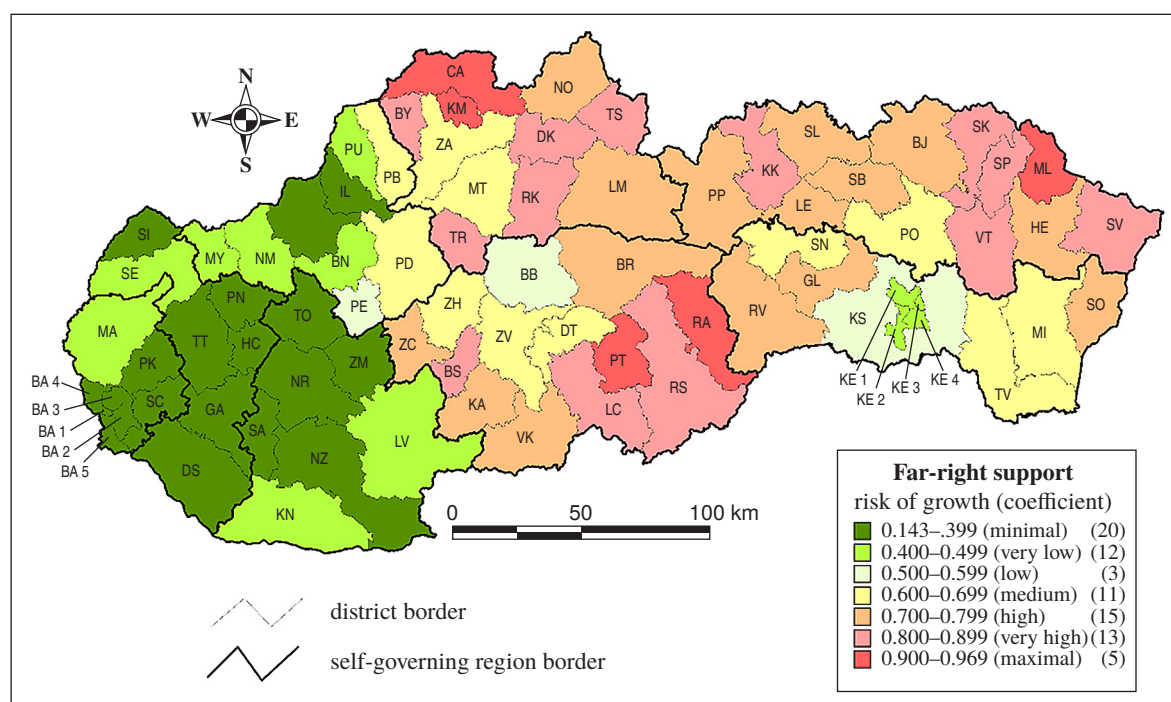 N
W E
S
CA
KM
BY
NO
TS
DK
ZA
PU
PB
IL
MT
RK
LM
TR
SL
SK
BJ
SP
ML
KK
SB
PP
LE
PO
VT
HE
SV
SI
SE
MY
NM
BN
PD
BB
BR
SN
GL
PN
TO
PE
ZH
RV
KS
MI
SO
MA
TT
HC
PK
ZM
ZC
ZV
DT
RA
PT
BS
NR
SC
GA
SA
LV
KA
LC
RS
TV
VK
NZ
DS
KN
BA 4
BA 3
BA 1
BA 2
BA 5
KE 1
KE 2
KE 3
KE 4
0 50 100 km
district border
self-governing region border
Far-right support
risk of growth (coefficient)
0.143–.399 (minimal) (20)
0.400–0.499 (very low) (12)
0.500–0.599 (low) (3)
0.600–0.699 (medium) (11)
0.700–0.799 (high) (15)
0.800–0.899 (very high) (13)
0.900–0.969 (maximal) (5)